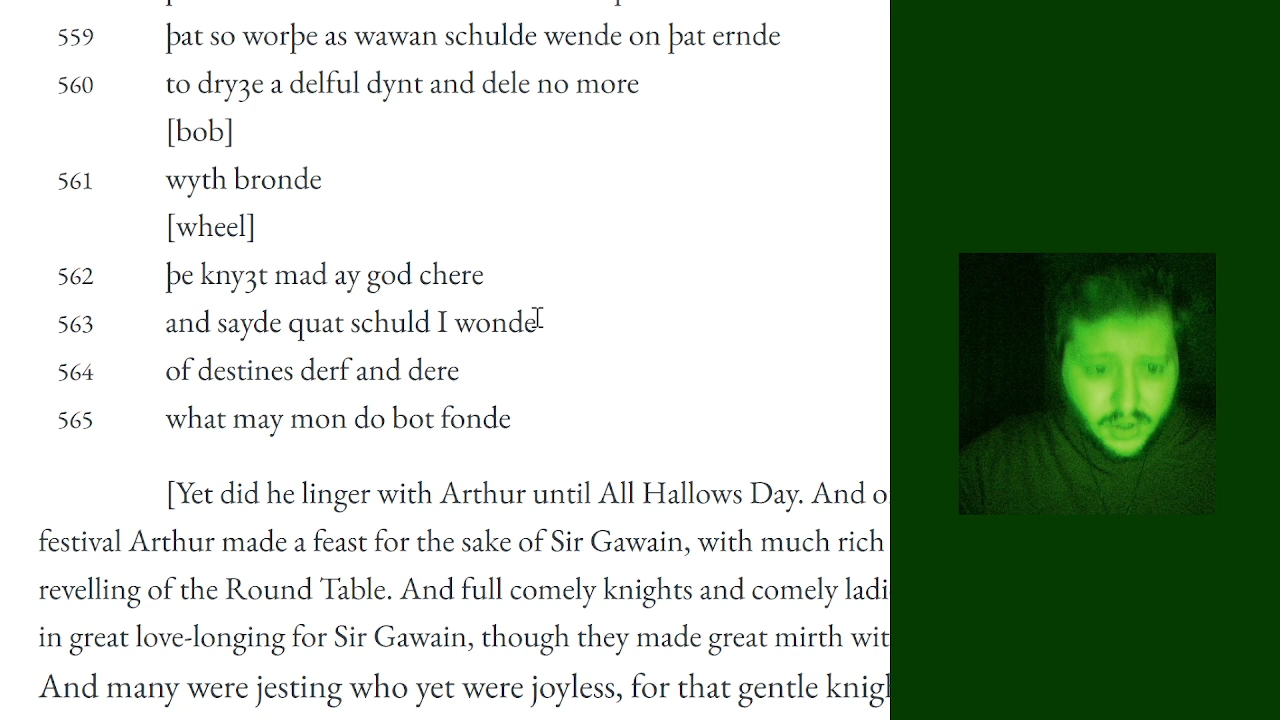 559 þat so worþe as wawan schulde wende on þat ernde
560 to dryȝe a delful dynt and dele no more
[bob]
561 wyth bronde
[wheel]
562 þe knyȝt mad ay god chere
563 and sayde quat schuld I wonde
564 of destines derf and dere
565 what may mon do bot fonde
[Yet did he linger with Arthur until All Hallows Day. And o
festival Arthur made a feast for the sake of Sir Gawain, with much rich
revelling of the Round Table. And full comely knights and comely ladi
in great love-longing for Sir Gawain, though they made great mirth wit
And many were jesting who yet were joyless, for that gentle knigh